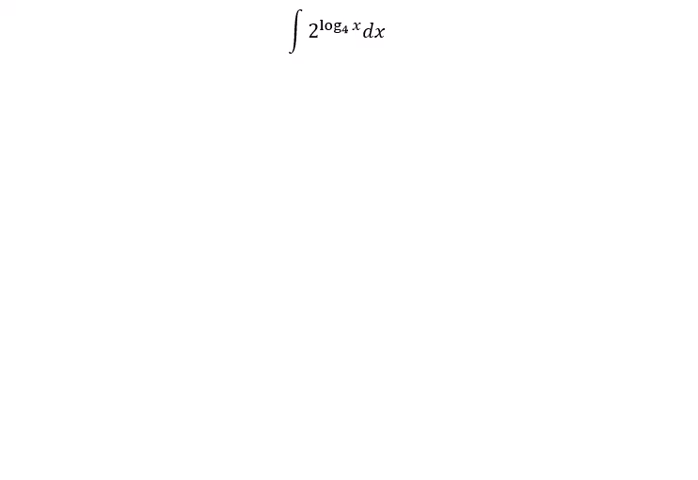 ∫ 2^{log₄ x} dx